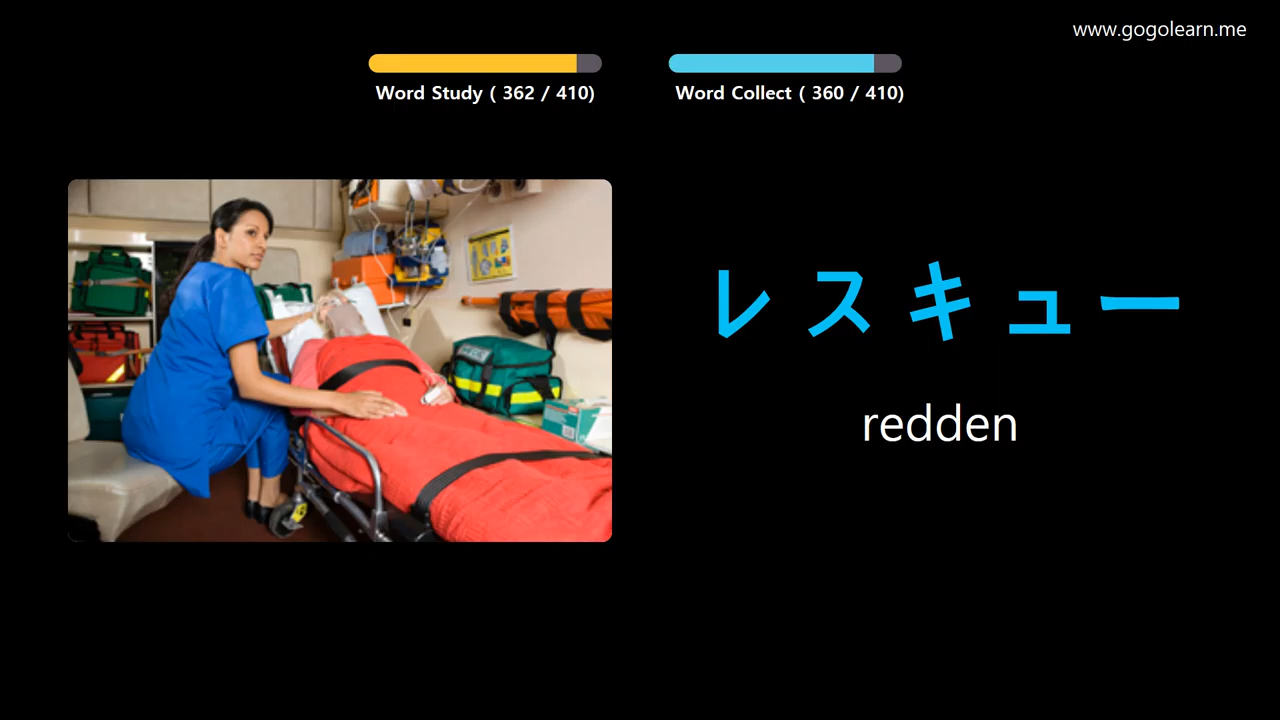 www.gogolearn.me
Word Study ( 362 / 410)
Word Collect ( 360 / 410)
レスキュー
redden